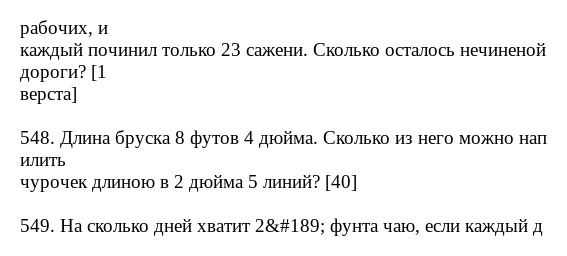 рабочих, и
каждый починил только 23 сажени. Сколько осталось нечиненой
дороги? [1
верста]
548. Длина бруска 8 футов 4 дюйма. Сколько из него можно нап
илить
чурочек длиною в 2 дюйма 5 линий? [40]
549. На сколько дней хватит 2&#189; фунта чаю, если каждый д